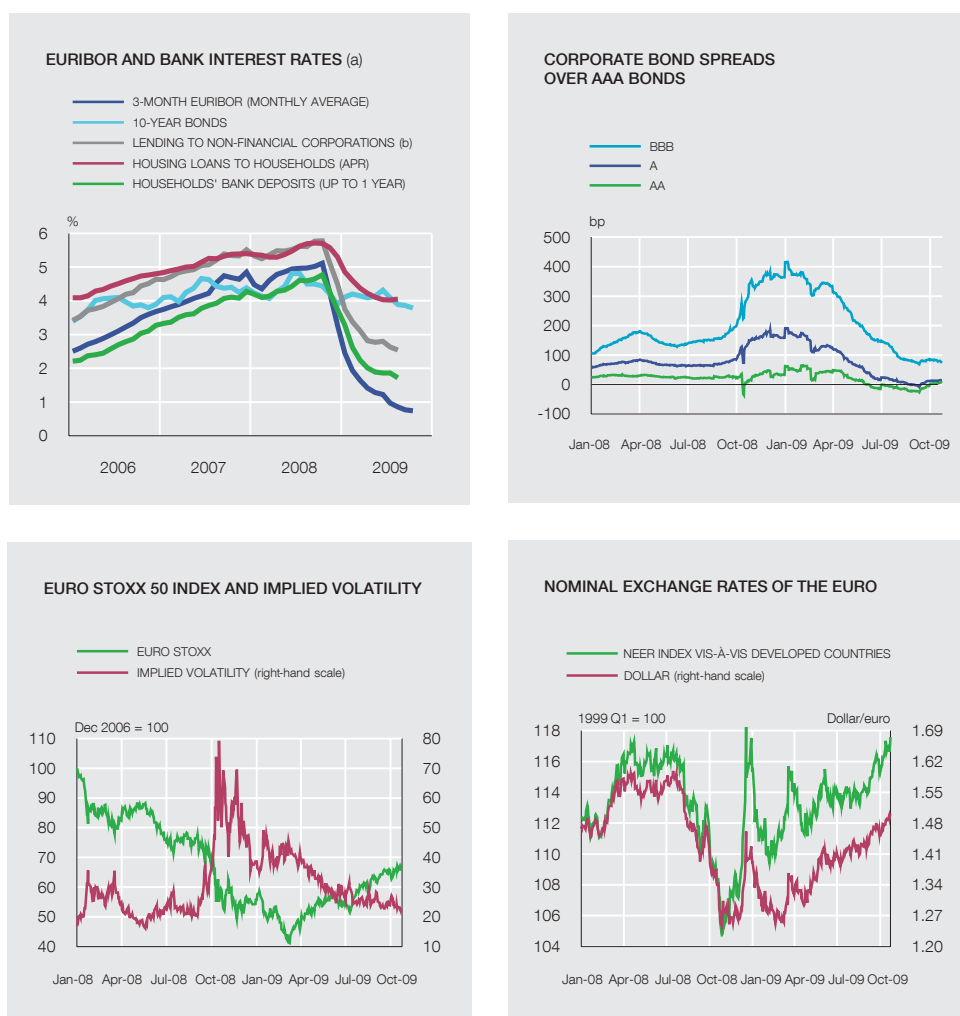 EURIBOR AND BANK INTEREST RATES (a)
3-MONTH EURIBOR (MONTHLY AVERAGE)
10-YEAR BONDS
LENDING TO NON-FINANCIAL CORPORATIONS (b)
HOUSING LOANS TO HOUSEHOLDS (APR)
HOUSEHOLDS' BANK DEPOSITS (UP TO 1 YEAR)
%
6
5
4
3
2
1
0
2006 2007 2008 2009
CORPORATE BOND SPREADS
OVER AAA BONDS
BBB
A
AA
bp
500
400
300
200
100
0
-100
Jan-08 Apr-08 Jul-08 Oct-08 Jan-09 Apr-09 Jul-09 Oct-09
EURO STOXX 50 INDEX AND IMPLIED VOLATILITY
EURO STOXX
IMPLIED VOLATILITY (right-hand scale)
Dec 2006 = 100
110 80
100 70
90 60
80 50
70 40
60 30
50 20
40 10
Jan-08 Apr-08 Jul-08 Oct-08 Jan-09 Apr-09 Jul-09 Oct-09
NOMINAL EXCHANGE RATES OF THE EURO
NEER INDEX VIS-À-VIS DEVELOPED COUNTRIES
DOLLAR (right-hand scale)
1999 Q1 = 100 Dollar/euro
118 1.69
116 1.62
114 1.55
112 1.48
110 1.41
108 1.34
106 1.27
104 1.20
Jan-08 Apr-08 Jul-08 Oct-08 Jan-09 Apr-09 Jul-09 Oct-09